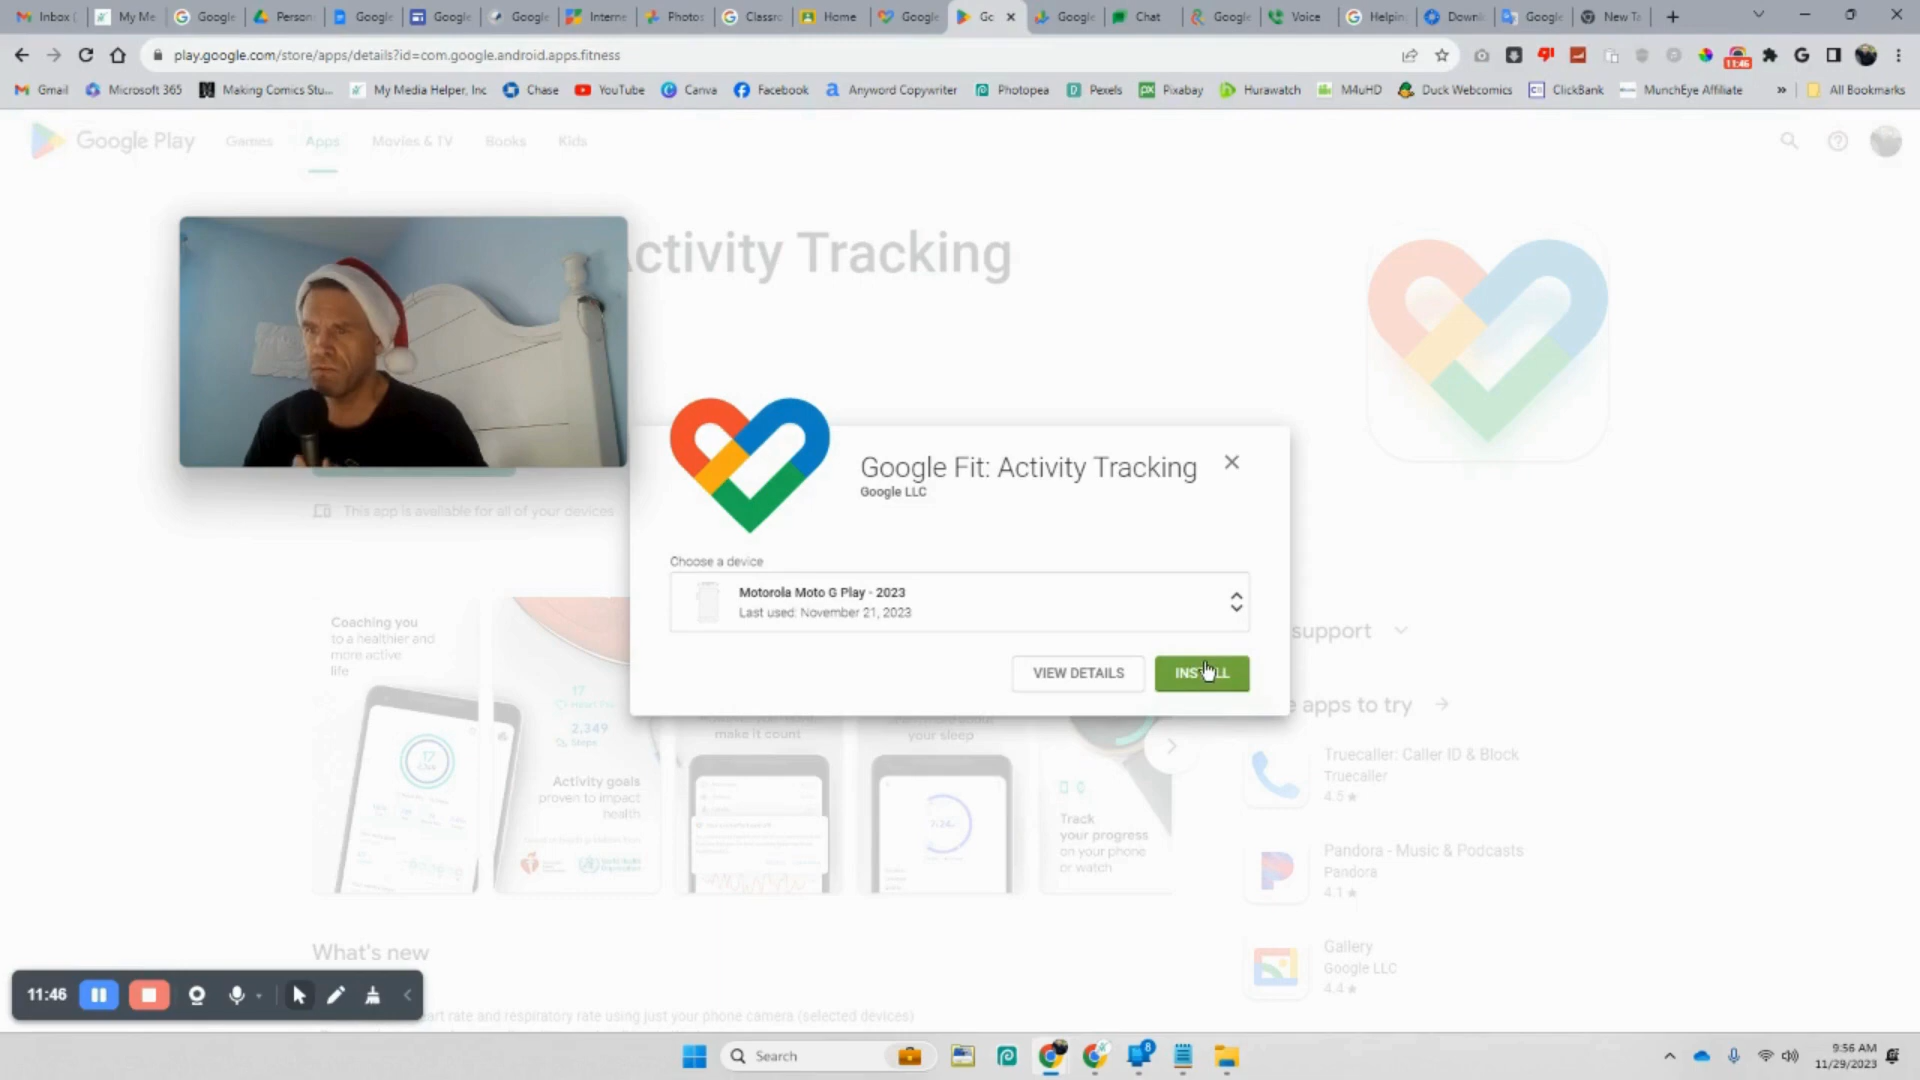 Inbox (
My Me
Google
Person
Google
Google
Google
Interne
Photos
Classro
Home
Google
Go
Google
Chat
Google
Voice
Helpin
Downl
Google
New Ta
play.google.com/store/apps/details?id=com.google.android.apps.fitness
11:46
Gmail
Microsoft 365
Making Comics Stu...
My Media Helper, Inc
Chase
YouTube
Canva
Facebook
Anyword Copywriter
Photopea
Pexels
Pixabay
Hurawatch
M4uHD
Duck Webcomics
ClickBank
MunchEye Affiliate
»
All Bookmarks
Google Play
Games
Apps
Movies & TV
Books
Kids
ctivity Tracking
This app is available for all of your devices
Google Fit: Activity Tracking
Google LLC
Choose a device
Motorola Moto G Play - 2023
Last used: November 21, 2023
VIEW DETAILS
INSTALL
support
e apps to try
Coaching you
to a healthier and
more active
life
17
2,349
Steps
Activity goals
proven to impact
health
make it count
your sleep
Track
your progress
on your phone
or watch
Truecaller: Caller ID & Block
Truecaller
4.5★
Pandora - Music & Podcasts
Pandora
4.1★
Gallery
Google LLC
4.4★
What's new
art rate and respiratory rate using just your phone camera (selected devices)
11:46
Search
8
9:56 AM
11/29/2023